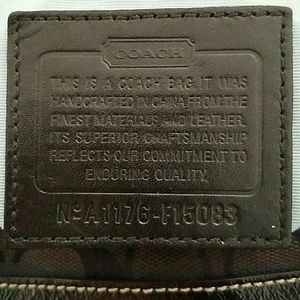 COACH
THIS IS A COACH BAG. IT WAS
HANDCRAFTED IN CHINA FROM THE
FINEST MATERIALS AND LEATHER.
ITS SUPERIOR CRAFTSMANSHIP
REFLECTS OUR COMMITMENT TO
ENDURING QUALITY.
Nº A1176-F15083